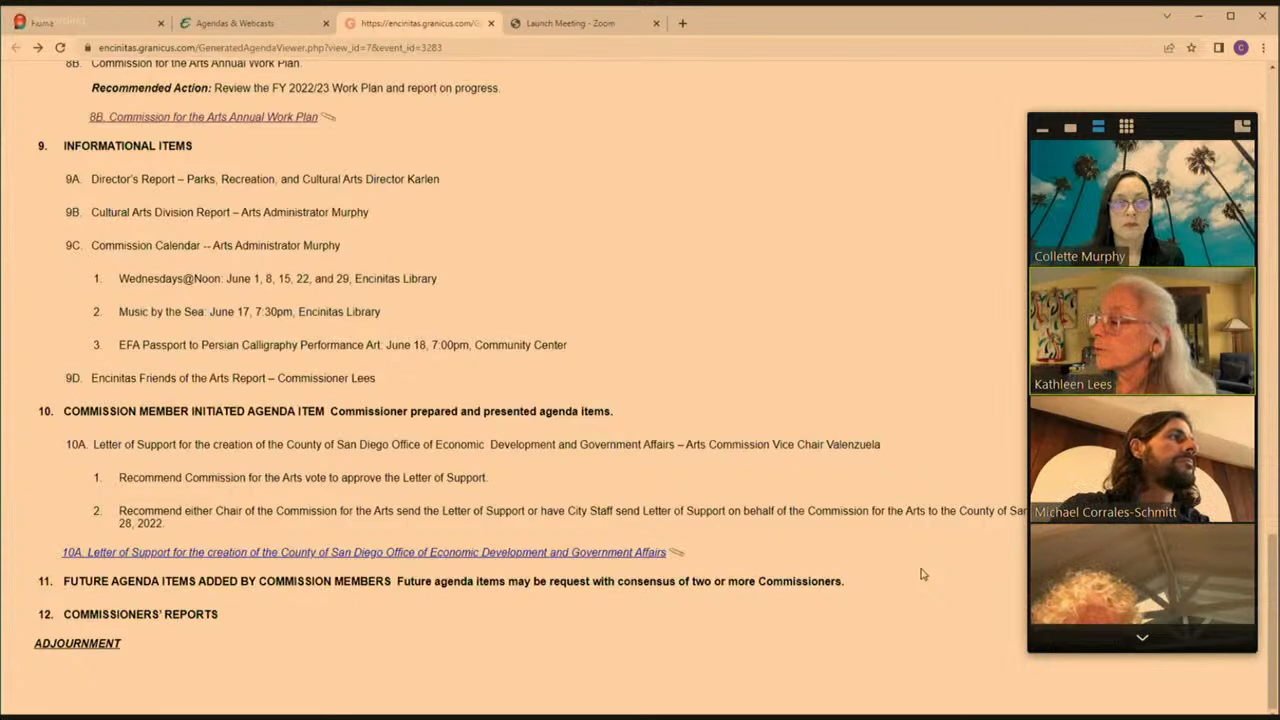 Agendas & Webcasts
https://encinitas.granicus.com/G
Launch Meeting - Zoom
encinitas.granicus.com/GeneratedAgendaViewer.php?view_id=7&event_id=3283
8B. Commission for the Arts Annual Work Plan.
Recommended Action: Review the FY 2022/23 Work Plan and report on progress.
8B. Commission for the Arts Annual Work Plan
9. INFORMATIONAL ITEMS
9A. Director's Report – Parks, Recreation, and Cultural Arts Director Karlen
9B. Cultural Arts Division Report – Arts Administrator Murphy
9C. Commission Calendar -- Arts Administrator Murphy
1. Wednesdays@Noon: June 1, 8, 15, 22, and 29, Encinitas Library
2. Music by the Sea: June 17, 7:30pm, Encinitas Library
3. EFA Passport to Persian Calligraphy Performance Art: June 18, 7:00pm, Community Center
9D. Encinitas Friends of the Arts Report – Commissioner Lees
10. COMMISSION MEMBER INITIATED AGENDA ITEM Commissioner prepared and presented agenda items.
10A. Letter of Support for the creation of the County of San Diego Office of Economic Development and Government Affairs – Arts Commission Vice Chair Valenzuela
1. Recommend Commission for the Arts vote to approve the Letter of Support.
2. Recommend either Chair of the Commission for the Arts send the Letter of Support or have City Staff send Letter of Support on behalf of the Commission for the Arts to the County of
28, 2022.
10A. Letter of Support for the creation of the County of San Diego Office of Economic Development and Government Affairs
11. FUTURE AGENDA ITEMS ADDED BY COMMISSION MEMBERS Future agenda items may be request with consensus of two or more Commissioners.
12. COMMISSIONERS' REPORTS
ADJOURNMENT
Collette Murphy
Kathleen Lees
Michael Corrales-Schmitt